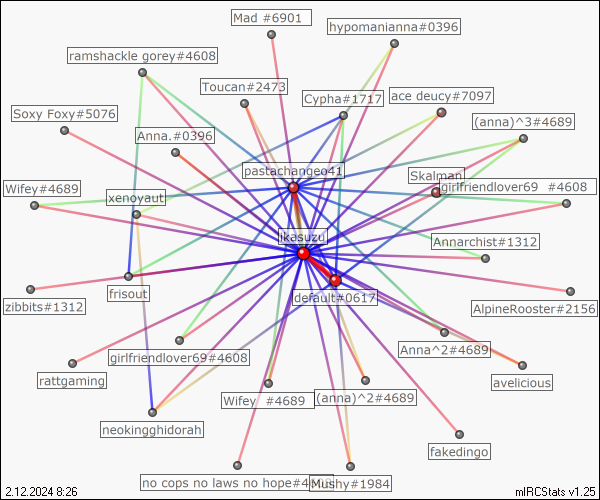 Mad #6901
hypomanianna#0396
ramshackle gorey#4608
Toucan#2473
Cypha#1717
ace deucy#7097
Soxy Foxy#5076
Anna.#0396
(anna)^3#4689
pastachangeo41
Skalman
Wifey#4689
xenoyaut
girlfriendlover69 #4608
ikasuzu
Annarchist#1312
zibbits#1312
frisout
default#0617
AlpineRooster#2156
girlfriendlover69#4608
Anna^2#4689
rattgaming
avelicious
Wifey #4689
(anna)^2#4689
neokingghidorah
fakedingo
no cops no laws no hope
Mushy#1984
2.12.2024 8:26
mIRCStats v1.25